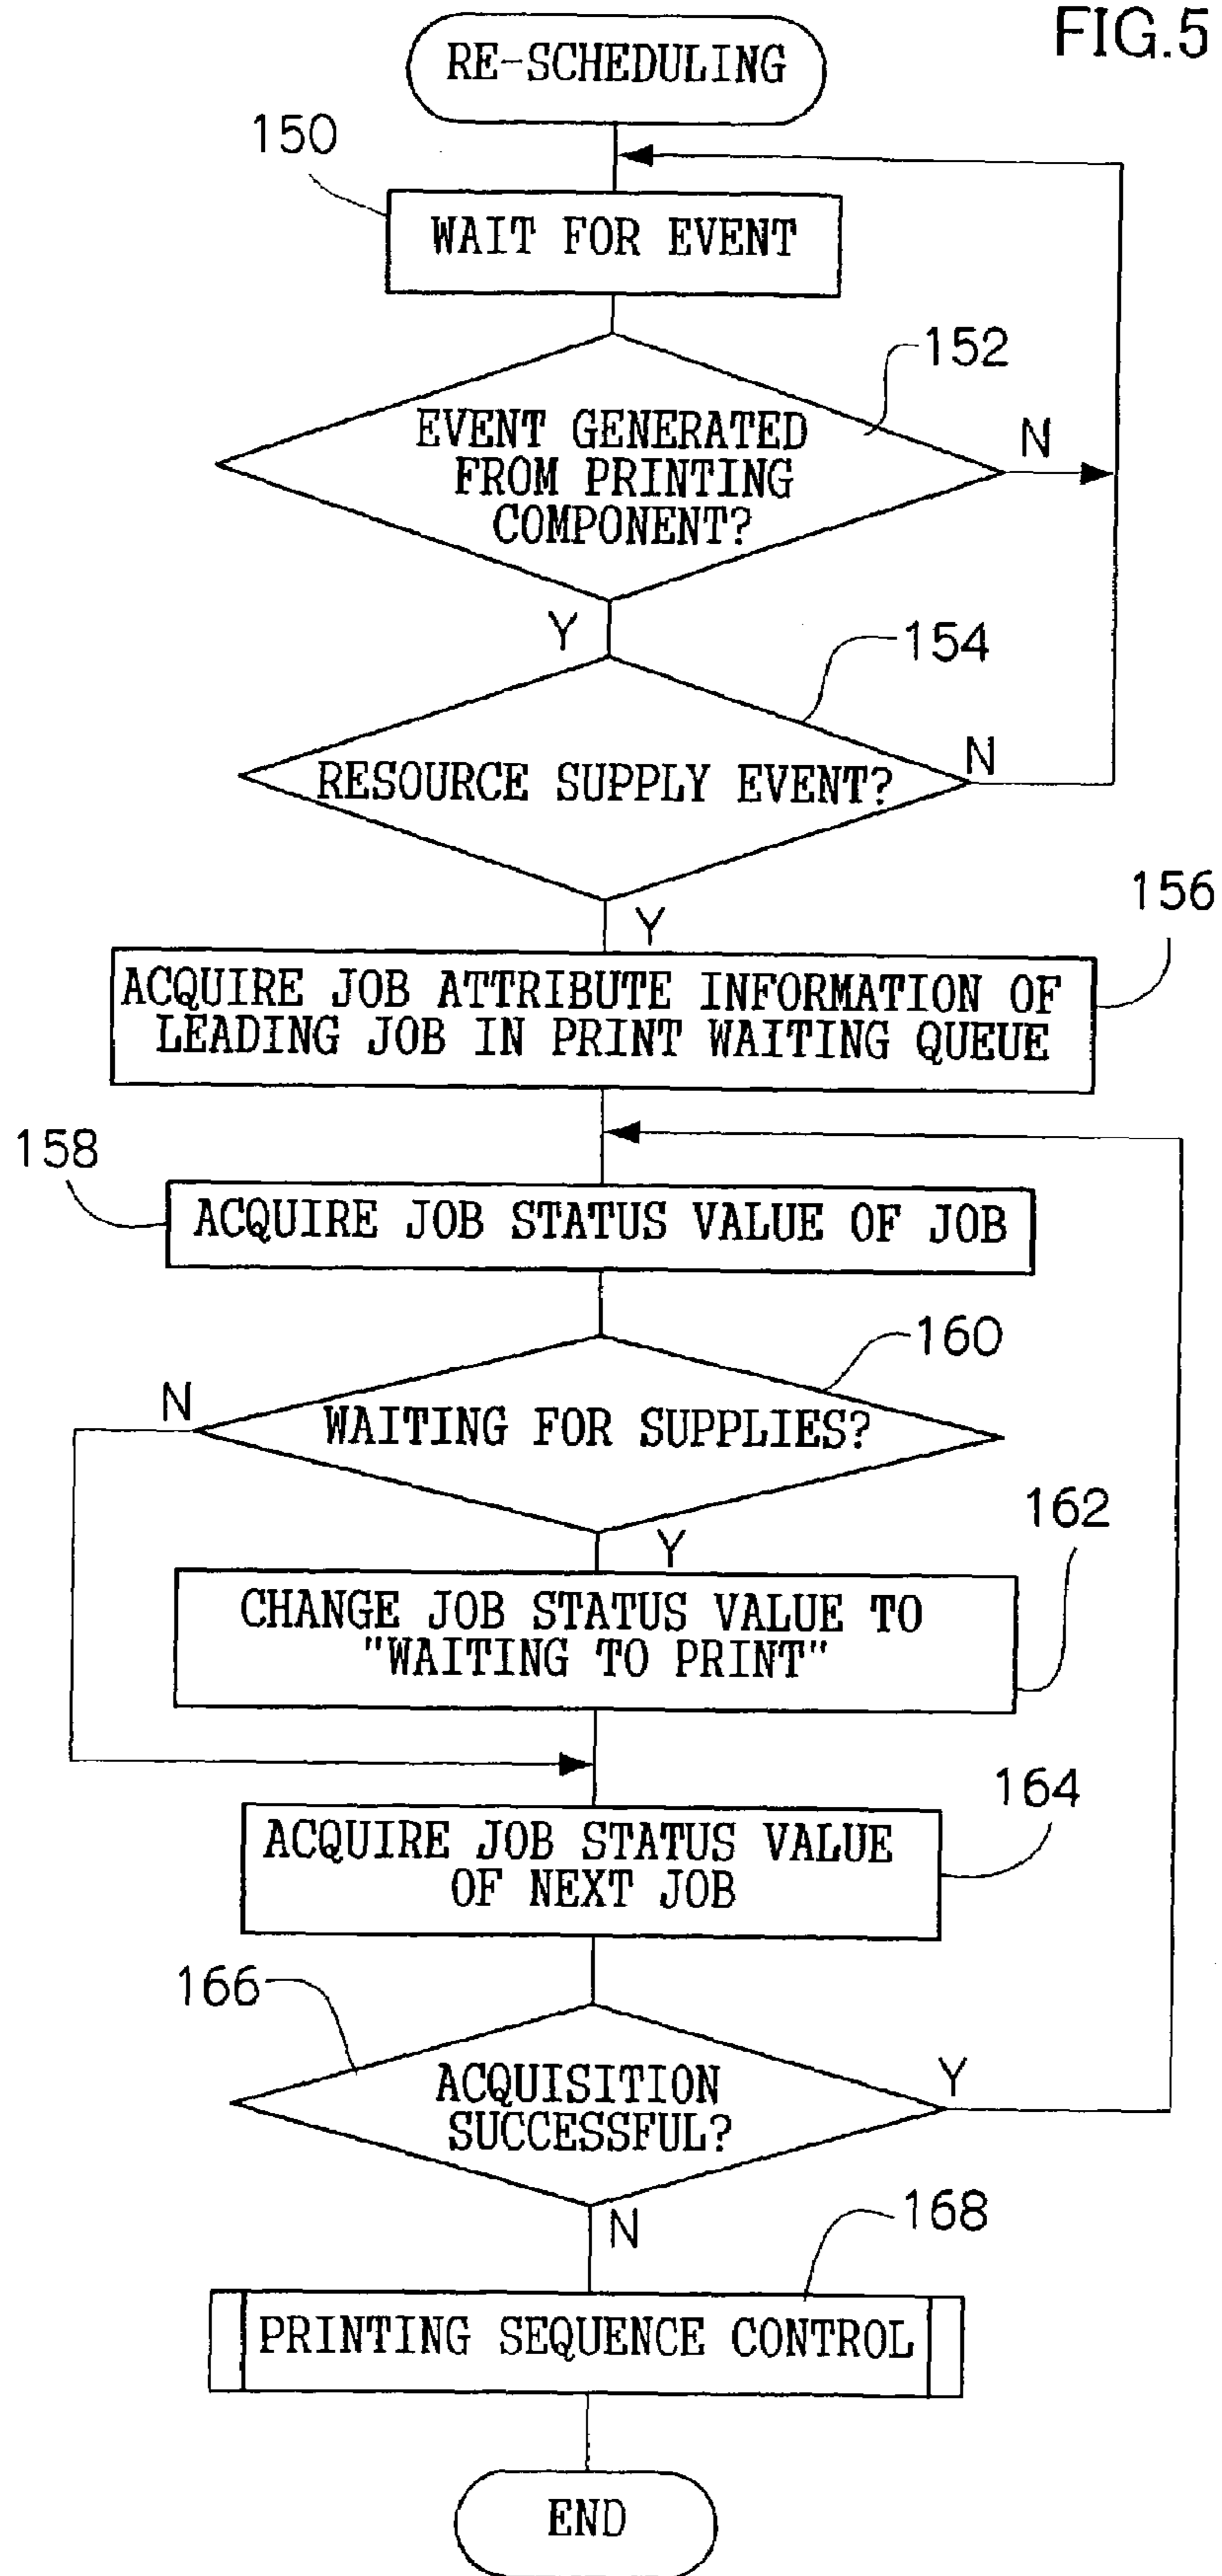 FIG.5
RE-SCHEDULING
150
WAIT FOR EVENT
152
EVENT GENERATED
FROM PRINTING
COMPONENT?
N
Y
154
RESOURCE SUPPLY EVENT?
N
Y
156
ACQUIRE JOB ATTRIBUTE INFORMATION OF
LEADING JOB IN PRINT WAITING QUEUE
158
ACQUIRE JOB STATUS VALUE OF JOB
160
N
WAITING FOR SUPPLIES?
Y
162
CHANGE JOB STATUS VALUE TO
"WAITING TO PRINT"
164
ACQUIRE JOB STATUS VALUE
OF NEXT JOB
166
ACQUISITION
SUCCESSFUL?
Y
N
168
PRINTING SEQUENCE CONTROL
END